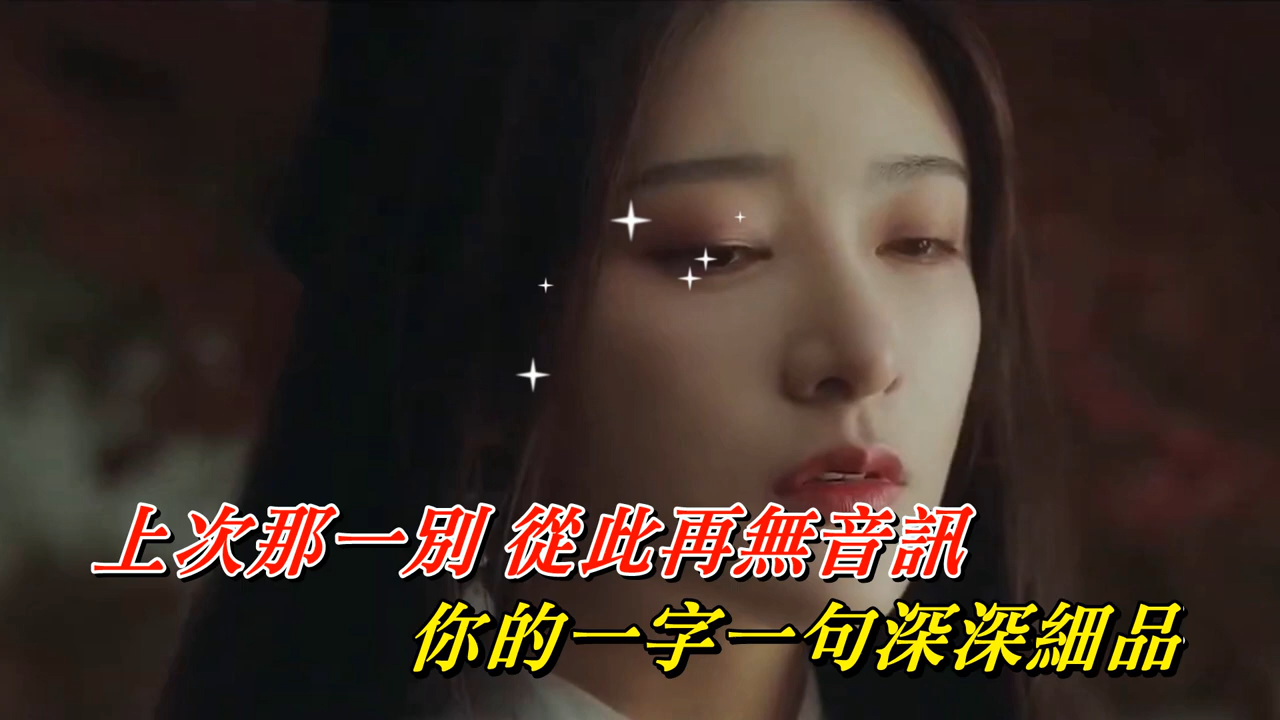 上次那一別 從此再無音訊
你的一字一句深深細品